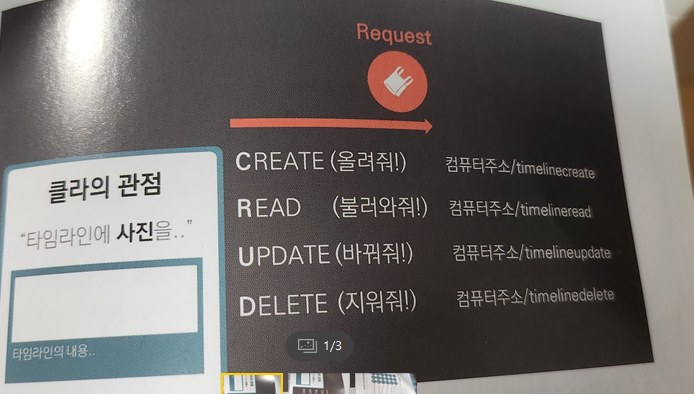 Request
CREATE (올려줘!) 컴퓨터주소/timelinecreate
READ (불러와줘!) 컴퓨터주소/timelineread
UPDATE (바꿔줘!) 컴퓨터주소/timelineupdate
DELETE (지워줘!) 컴퓨터주소/timelinedelete
클라의 관점
“타임라인에 사진을..”
타임라인의 내용..
1/3